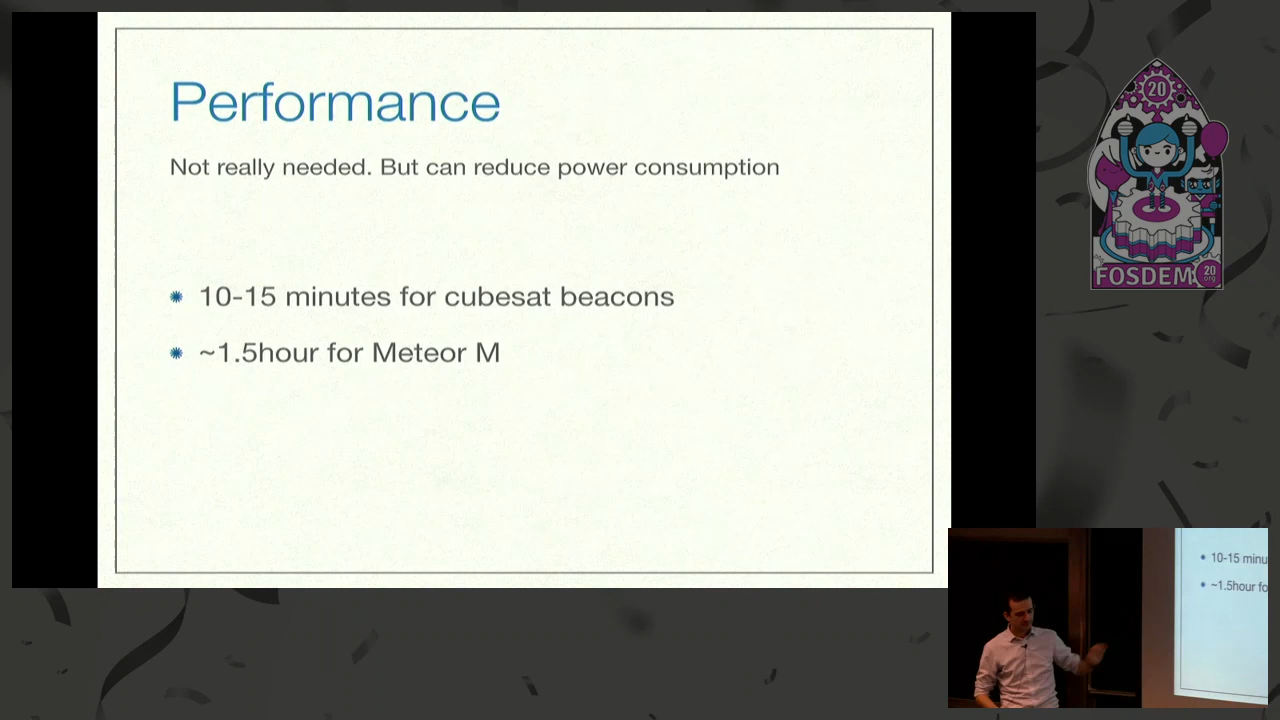 Performance
Not really needed. But can reduce power consumption
10-15 minutes for cubesat beacons
~1.5hour for Meteor M
20
FOSDEM
20
org
10-15 minu
~1.5hour fo